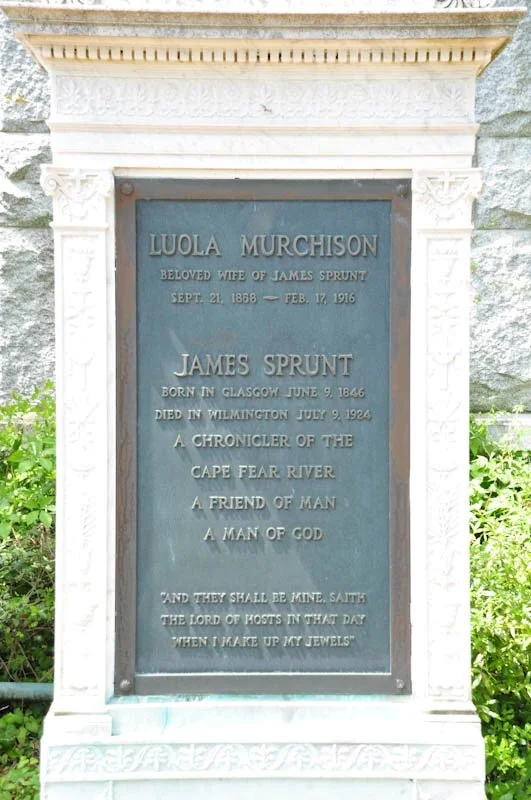 LUOLA MURCHISON
BELOVED WIFE OF JAMES SPRUNT
SEPT. 21, 1858 — FEB. 17, 1916
JAMES SPRUNT
BORN IN GLASGOW JUNE 9, 1846
DIED IN WILMINGTON JULY 9, 1924
A CHRONICLER OF THE
CAPE FEAR RIVER
A FRIEND OF MAN
A MAN OF GOD
"AND THEY SHALL BE MINE, SAITH
THE LORD OF HOSTS IN THAT DAY
WHEN I MAKE UP MY JEWELS"